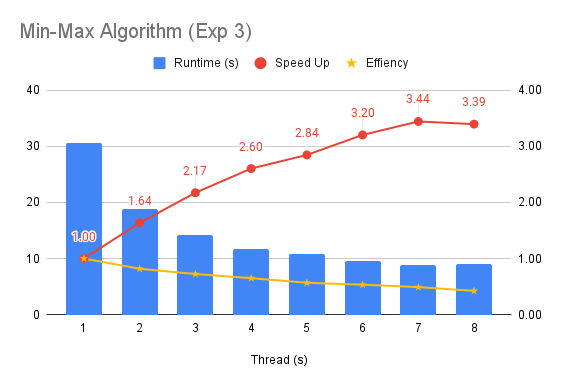 Min-Max Algorithm (Exp 3)
Runtime (s) Speed Up Effiency
40 4.00
30 3.00
20 2.00
10 1.00
0 0.00
1.00 1.64 2.17 2.60 2.84 3.20 3.44 3.39
1 2 3 4 5 6 7 8
Thread (s)